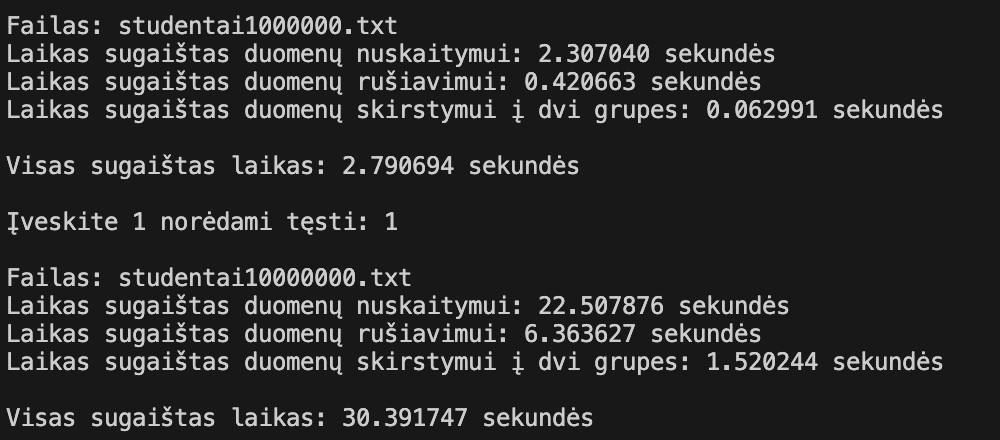 Failas: studentai1000000.txt
Laikas sugaištas duomenų nuskaitymui: 2.307040 sekundės
Laikas sugaištas duomenų rušiavimui: 0.420663 sekundės
Laikas sugaištas duomenų skirstymui į dvi grupes: 0.062991 sekundės
Visas sugaištas laikas: 2.790694 sekundės
Įveskite 1 norėdami tęsti: 1
Failas: studentai10000000.txt
Laikas sugaištas duomenų nuskaitymui: 22.507876 sekundės
Laikas sugaištas duomenų rušiavimui: 6.363627 sekundės
Laikas sugaištas duomenų skirstymui į dvi grupes: 1.520244 sekundės
Visas sugaištas laikas: 30.391747 sekundės